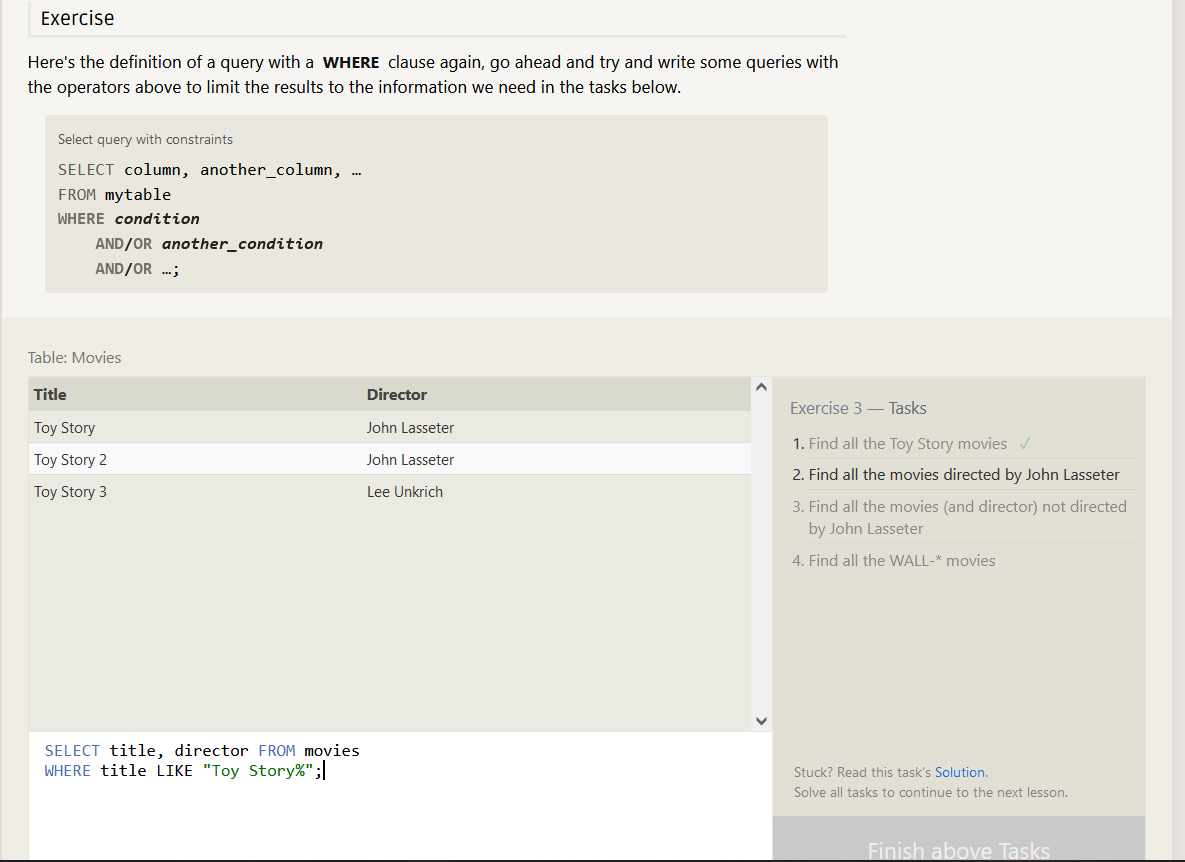 Exercise
Here's the definition of a query with a WHERE clause again, go ahead and try and write some queries with
the operators above to limit the results to the information we need in the tasks below.
Select query with constraints
SELECT column, another_column, …
FROM mytable
WHERE condition
AND/OR another_condition
AND/OR …;
Table: Movies
Title Director
Toy Story John Lasseter
Toy Story 2 John Lasseter
Toy Story 3 Lee Unkrich
SELECT title, director FROM movies
WHERE title LIKE "Toy Story%";
Exercise 3 — Tasks
1. Find all the Toy Story movies ✓
2. Find all the movies directed by John Lasseter
3. Find all the movies (and director) not directed
by John Lasseter
4. Find all the WALL-* movies
Stuck? Read this task's Solution.
Solve all tasks to continue to the next lesson.
Finish above Tasks